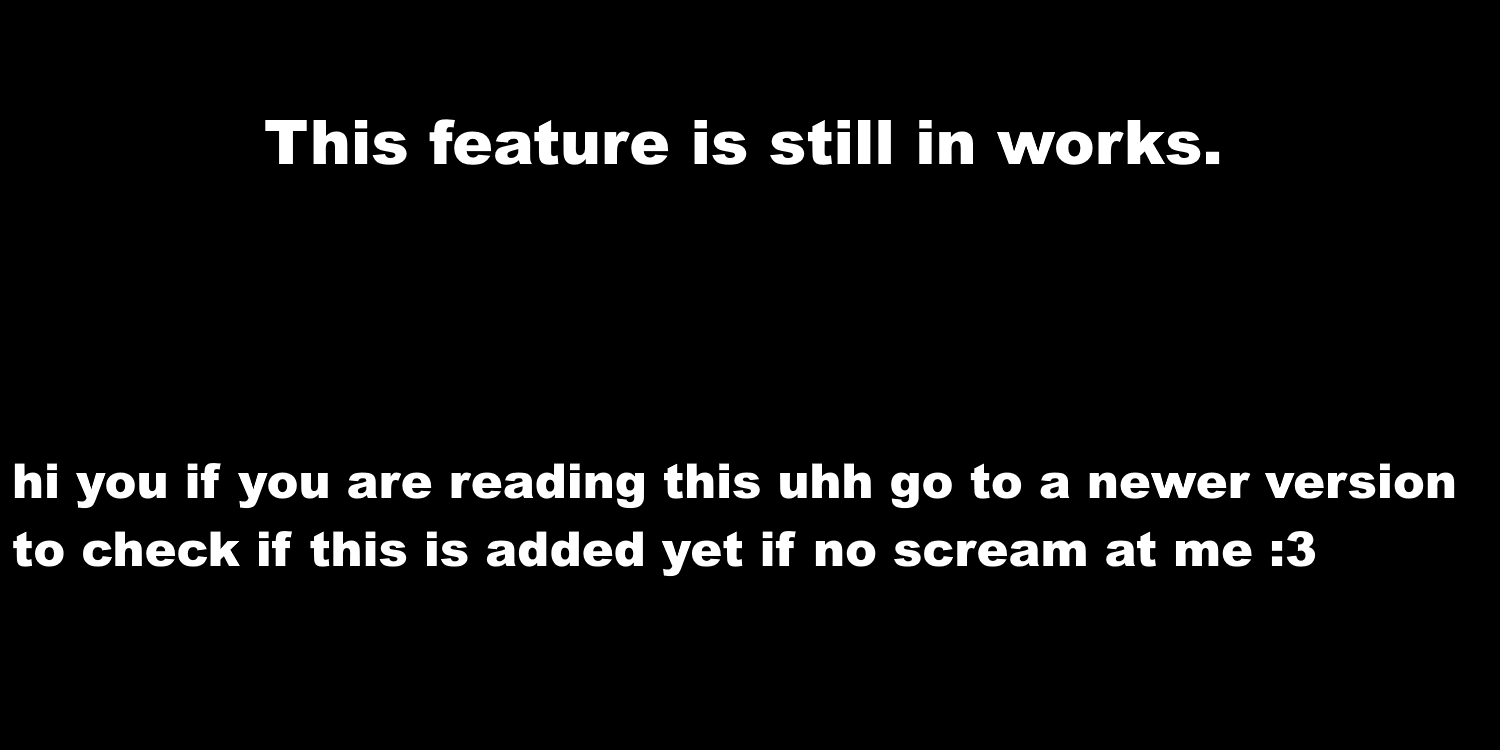 This feature is still in works.
hi you if you are reading this uhh go to a newer version
to check if this is added yet if no scream at me :3